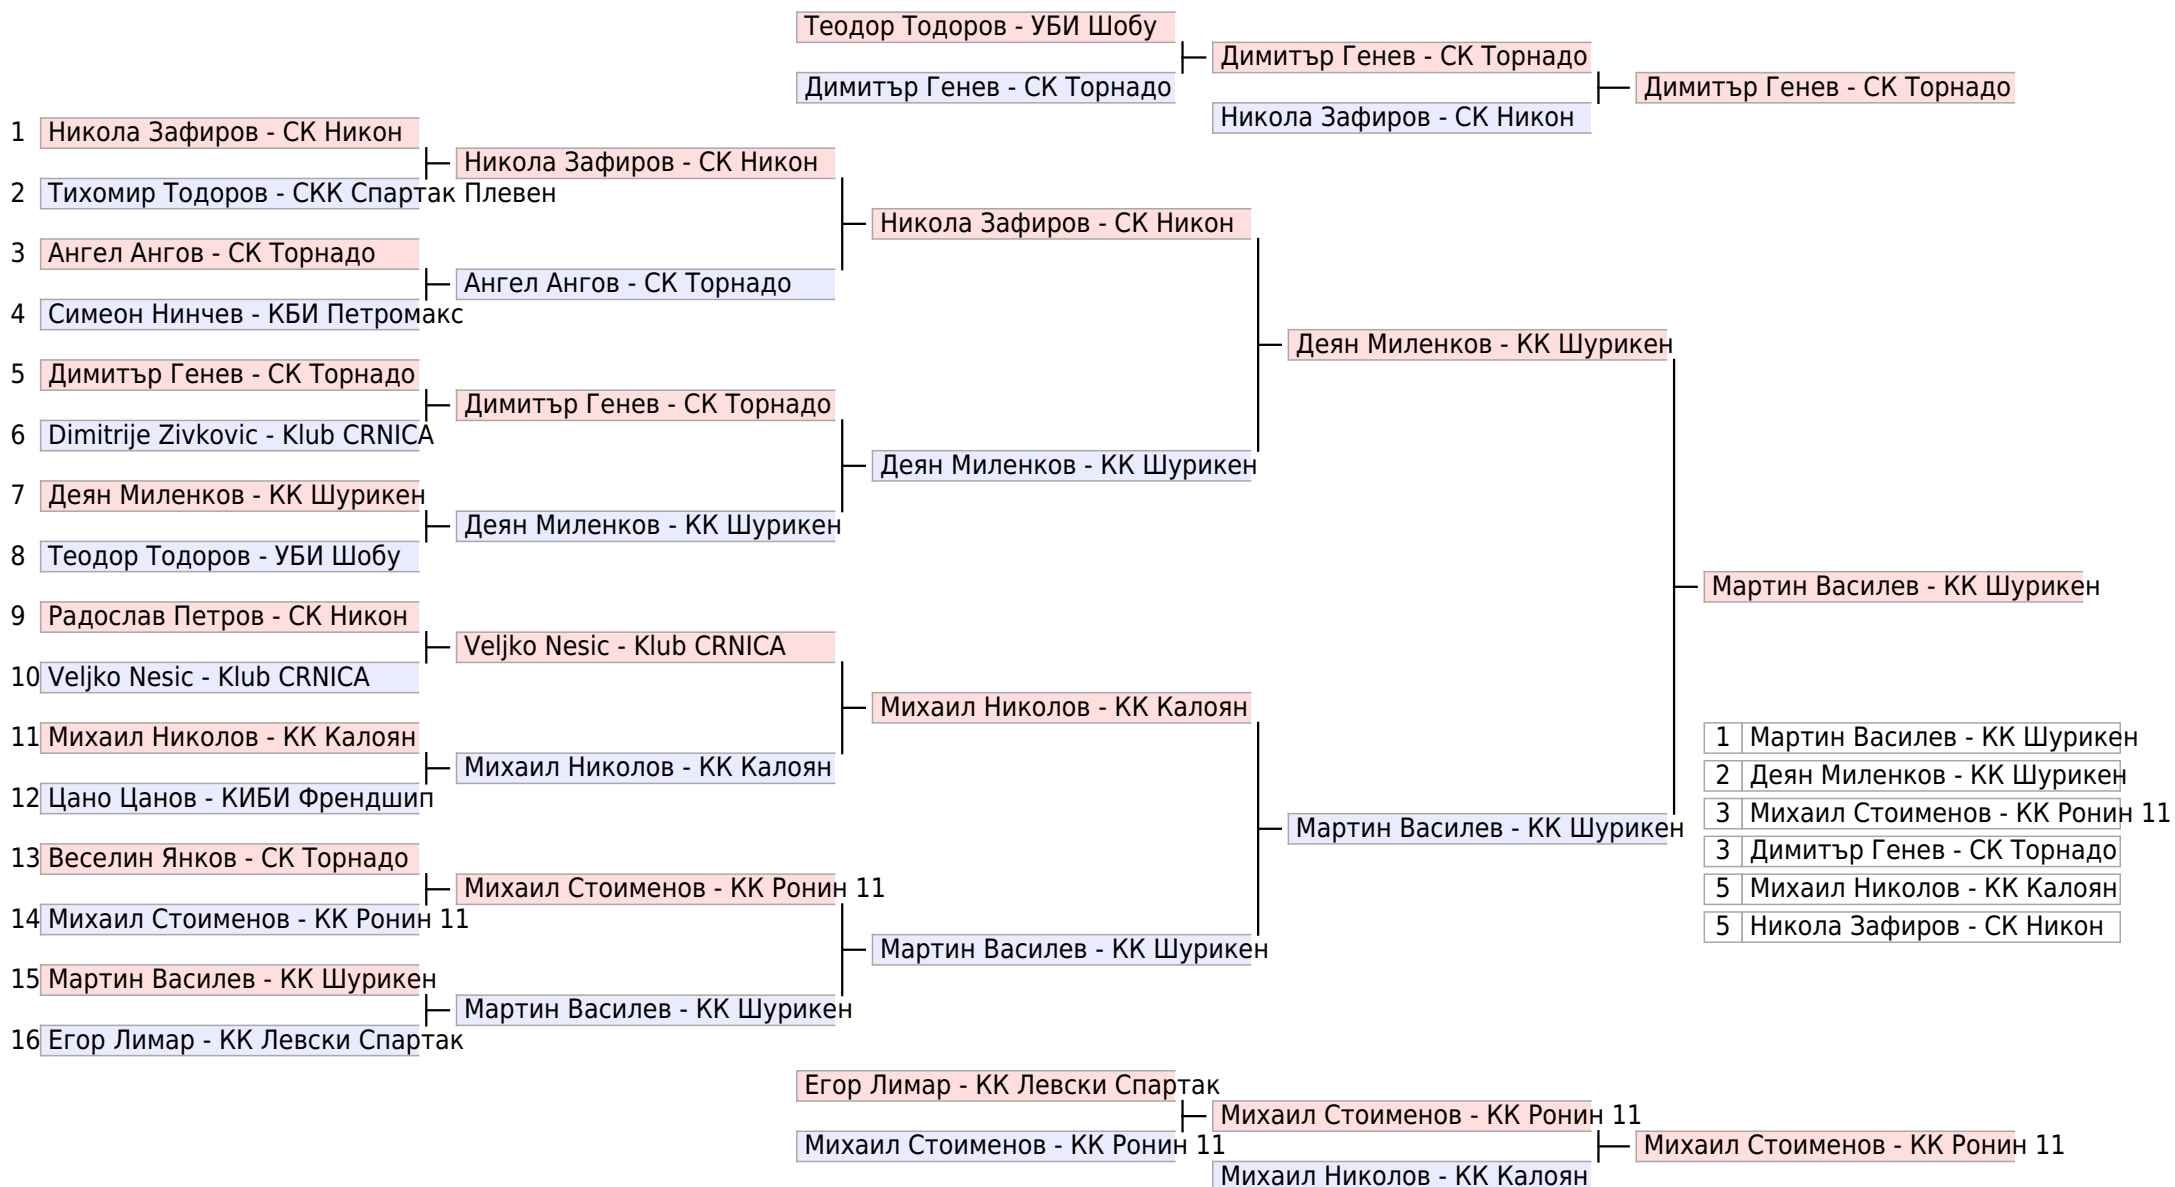 Теодор Тодоров - УБИ Шобу
Димитър Генев - СК Торнадо
Димитър Генев - СК Торнадо
Димитър Генев - СК Торнадо
Никола Зафиров - СК Никон
1 Никола Зафиров - СК Никон
Никола Зафиров - СК Никон
2 Тихомир Тодоров - СКК Спартак Плевен
Никола Зафиров - СК Никон
3 Ангел Ангов - СК Торнадо
Ангел Ангов - СК Торнадо
4 Симеон Нинчев - КБИ Петромакс
Деян Миленков - КК Шурикен
5 Димитър Генев - СК Торнадо
Димитър Генев - СК Торнадо
6 Dimitrije Zivkovic - Klub CRNICA
Деян Миленков - КК Шурикен
7 Деян Миленков - КК Шурикен
Деян Миленков - КК Шурикен
8 Теодор Тодоров - УБИ Шобу
Мартин Василев - КК Шурикен
9 Радослав Петров - СК Никон
Veljko Nesic - Klub CRNICA
10 Veljko Nesic - Klub CRNICA
Михаил Николов - КК Калоян
11 Михаил Николов - КК Калоян
Михаил Николов - КК Калоян
12 Цано Цанов - КИБИ Френдшип
Мартин Василев - КК Шурикен
13 Веселин Янков - СК Торнадо
Михаил Стоименов - КК Ронин 11
14 Михаил Стоименов - КК Ронин 11
Мартин Василев - КК Шурикен
15 Мартин Василев - КК Шурикен
Мартин Василев - КК Шурикен
16 Егор Лимар - КК Левски Спартак
1 Мартин Василев - КК Шурикен
2 Деян Миленков - КК Шурикен
3 Михаил Стоименов - КК Ронин 11
3 Димитър Генев - СК Торнадо
5 Михаил Николов - КК Калоян
5 Никола Зафиров - СК Никон
Егор Лимар - КК Левски Спартак
Михаил Стоименов - КК Ронин 11
Михаил Стоименов - КК Ронин 11
Михаил Стоименов - КК Ронин 11
Михаил Николов - КК Калоян